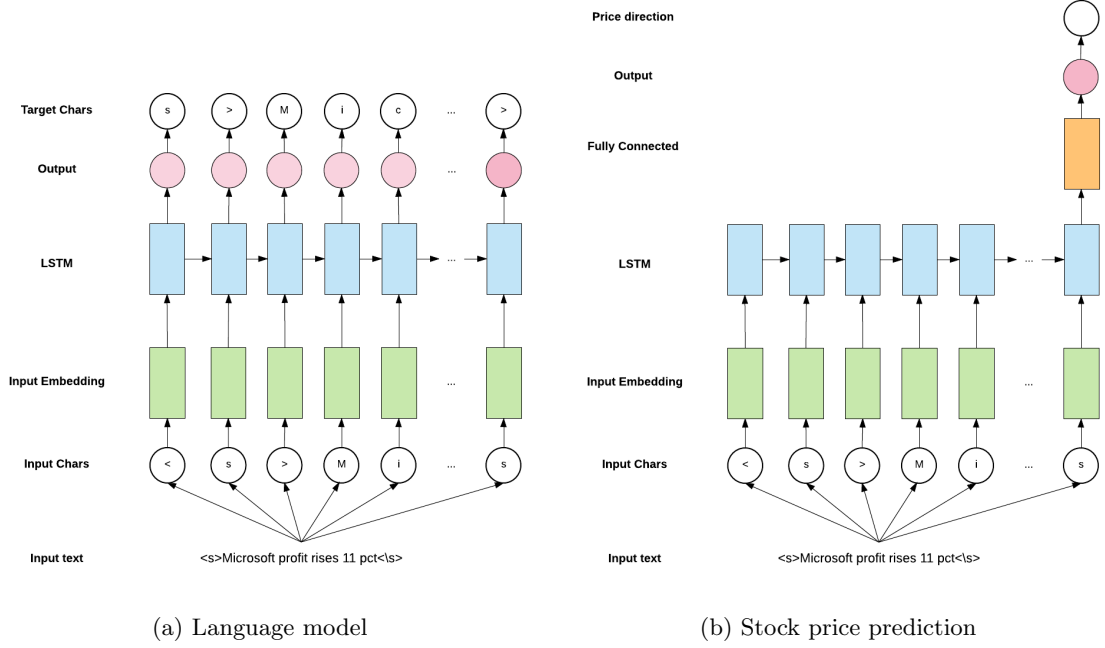 Target Chars s > M i c ... >
Output ...
LSTM ...
Input Embedding ...
Input Chars < s > M i ... s
Input text <s>Microsoft profit rises 11 pct<\s>
(a) Language model
Price direction
Output
Fully Connected
LSTM ...
Input Embedding ...
Input Chars < s > M i ... s
Input text <s>Microsoft profit rises 11 pct<\s>
(b) Stock price prediction